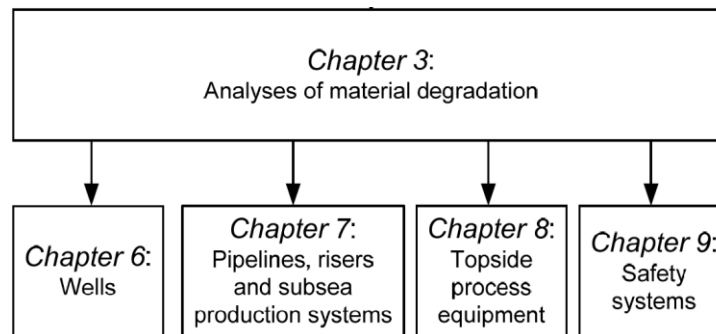 Chapter 3:
Analyses of material degradation
Chapter 6:
Wells
Chapter 7:
Pipelines, risers
and subsea
production systems
Chapter 8:
Topside
process
equipment
Chapter 9:
Safety
systems